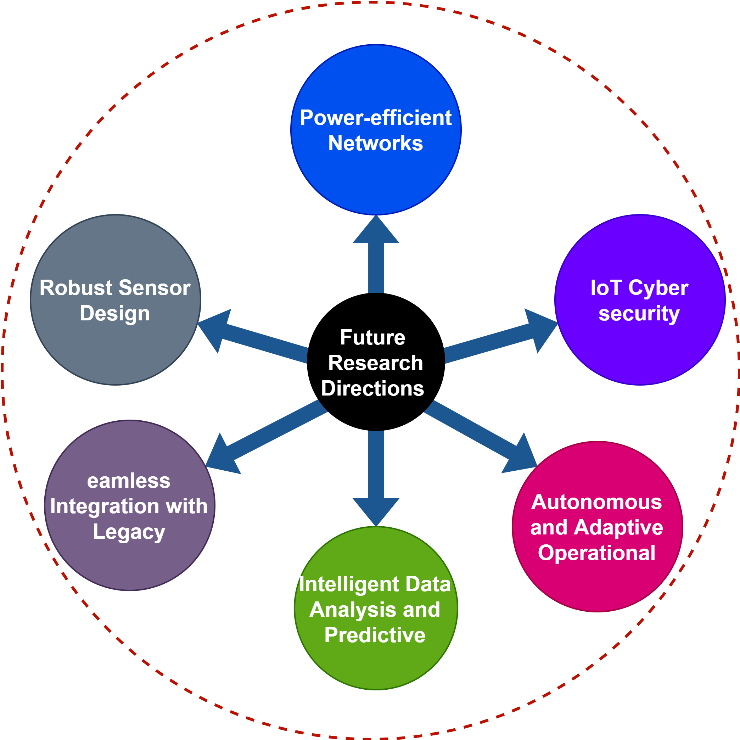 Power-efficient
Networks
Robust Sensor
Design
IoT Cyber
security
Future
Research
Directions
eamless
Integration with
Legacy
Autonomous
and Adaptive
Operational
Intelligent Data
Analysis and
Predictive